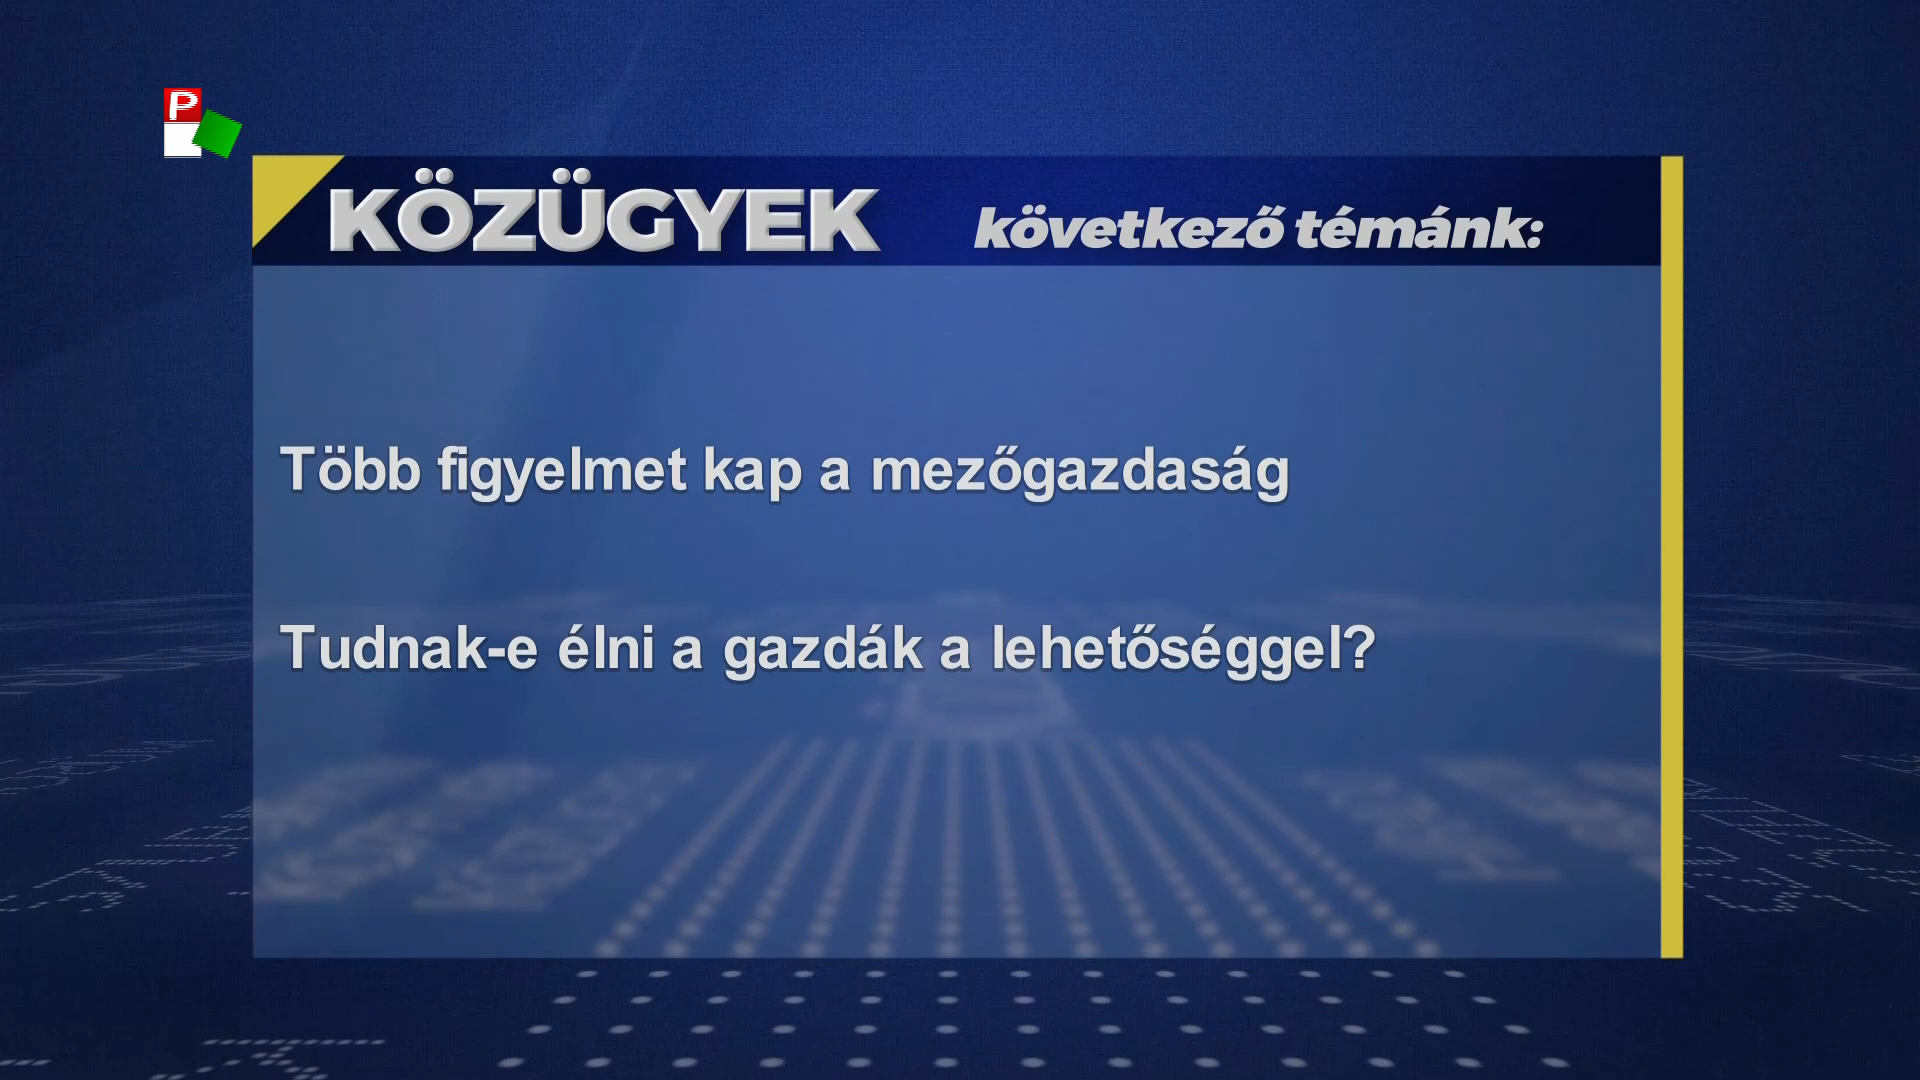 P
KÖZÜGYEK következő témánk:
Több figyelmet kap a mezőgazdaság
Tudnak-e élni a gazdák a lehetőséggel?